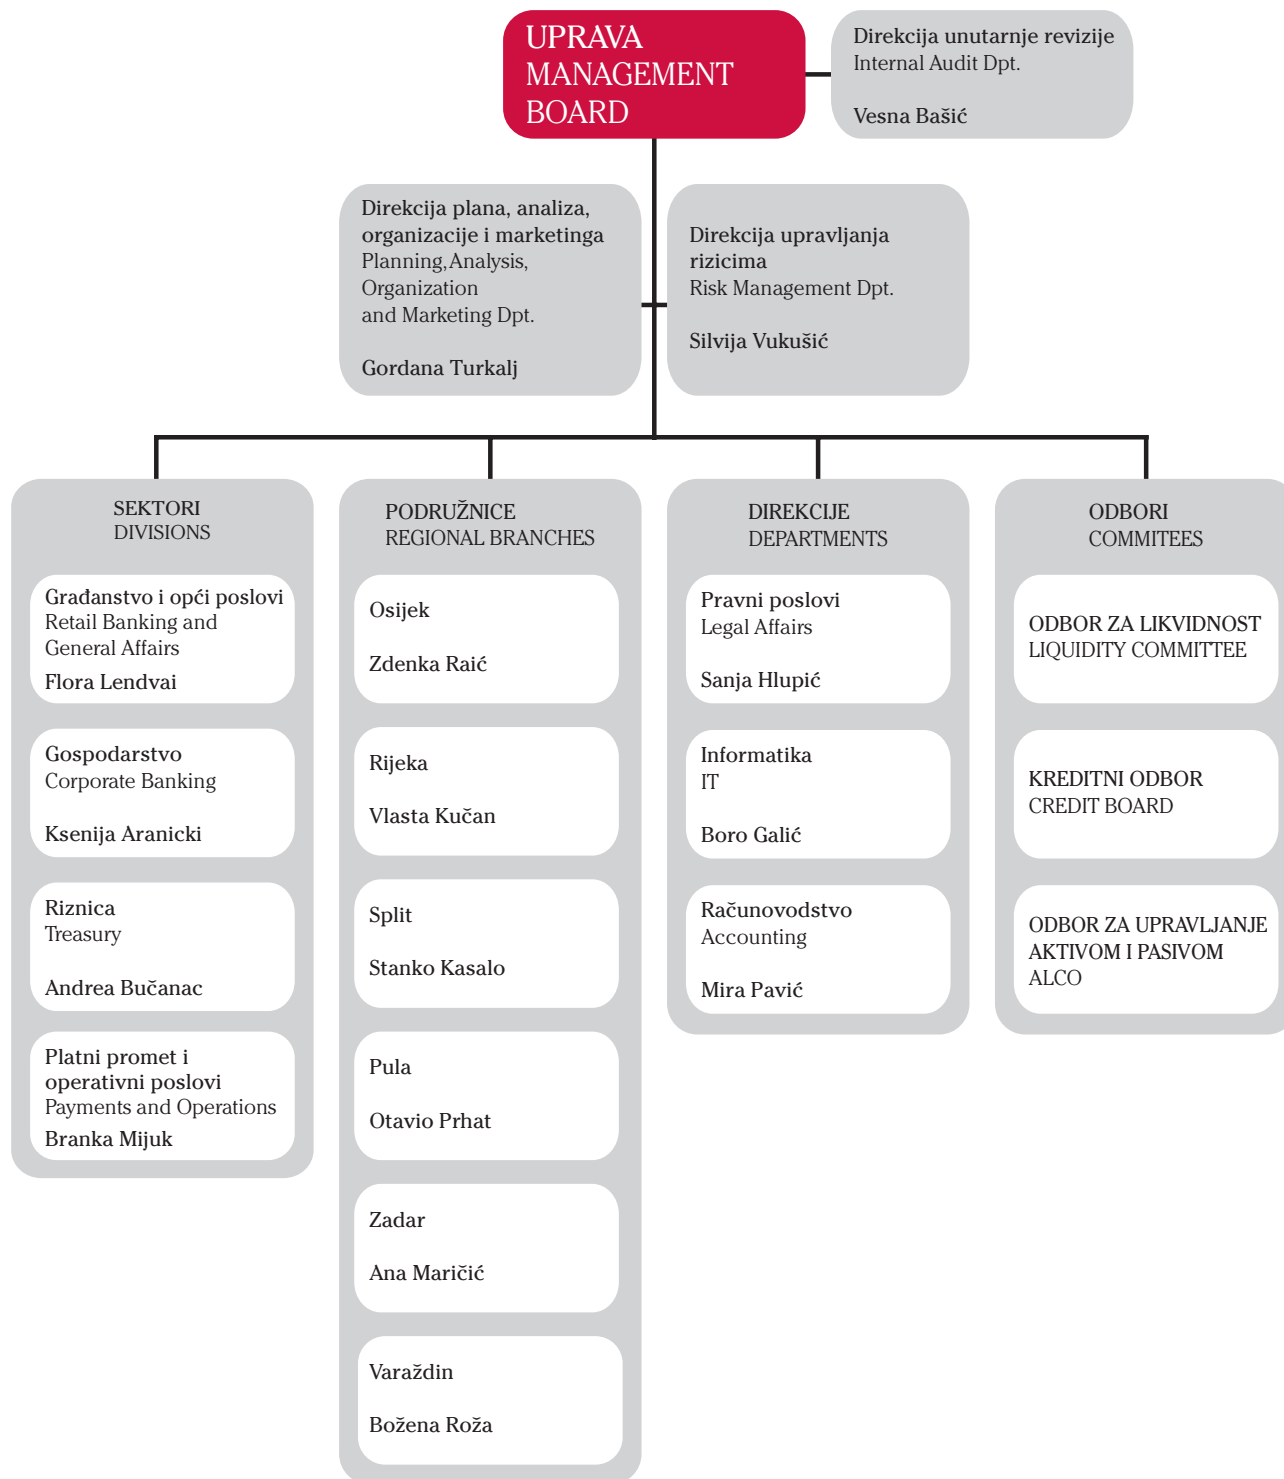 UPRAVA
MANAGEMENT
BOARD
Direkcija unutarnje revizije
Internal Audit Dpt.
Vesna Bašić
Direkcija plana, analiza,
organizacije i marketinga
Planning, Analysis,
Organization
and Marketing Dpt.
Gordana Turkalj
Direkcija upravljanja
rizicima
Risk Management Dpt.
Silvija Vukušić
SEKTORI
DIVISIONS
Građanstvo i opći poslovi
Retail Banking and
General Affairs
Flora Lendvai
Gospodarstvo
Corporate Banking
Ksenija Aranicki
Riznica
Treasury
Andrea Bučanac
Platni promet i
operativni poslovi
Payments and Operations
Branka Mijuk
PODRUŽNICE
REGIONAL BRANCHES
Osijek
Zdenka Raić
Rijeka
Vlasta Kučan
Split
Stanko Kasalo
Pula
Otavio Prhat
Zadar
Ana Maričić
Varaždin
Božena Roža
DIREKCIJE
DEPARTMENTS
Pravni poslovi
Legal Affairs
Sanja Hlupić
Informatika
IT
Boro Galić
Računovodstvo
Accounting
Mira Pavić
ODBORI
COMMITEES
ODBOR ZA LIKVIDNOST
LIQUIDITY COMMITTEE
KREDITNI ODBOR
CREDIT BOARD
ODBOR ZA UPRAVLJANJE
AKTIVOM I PASIVOM
ALCO